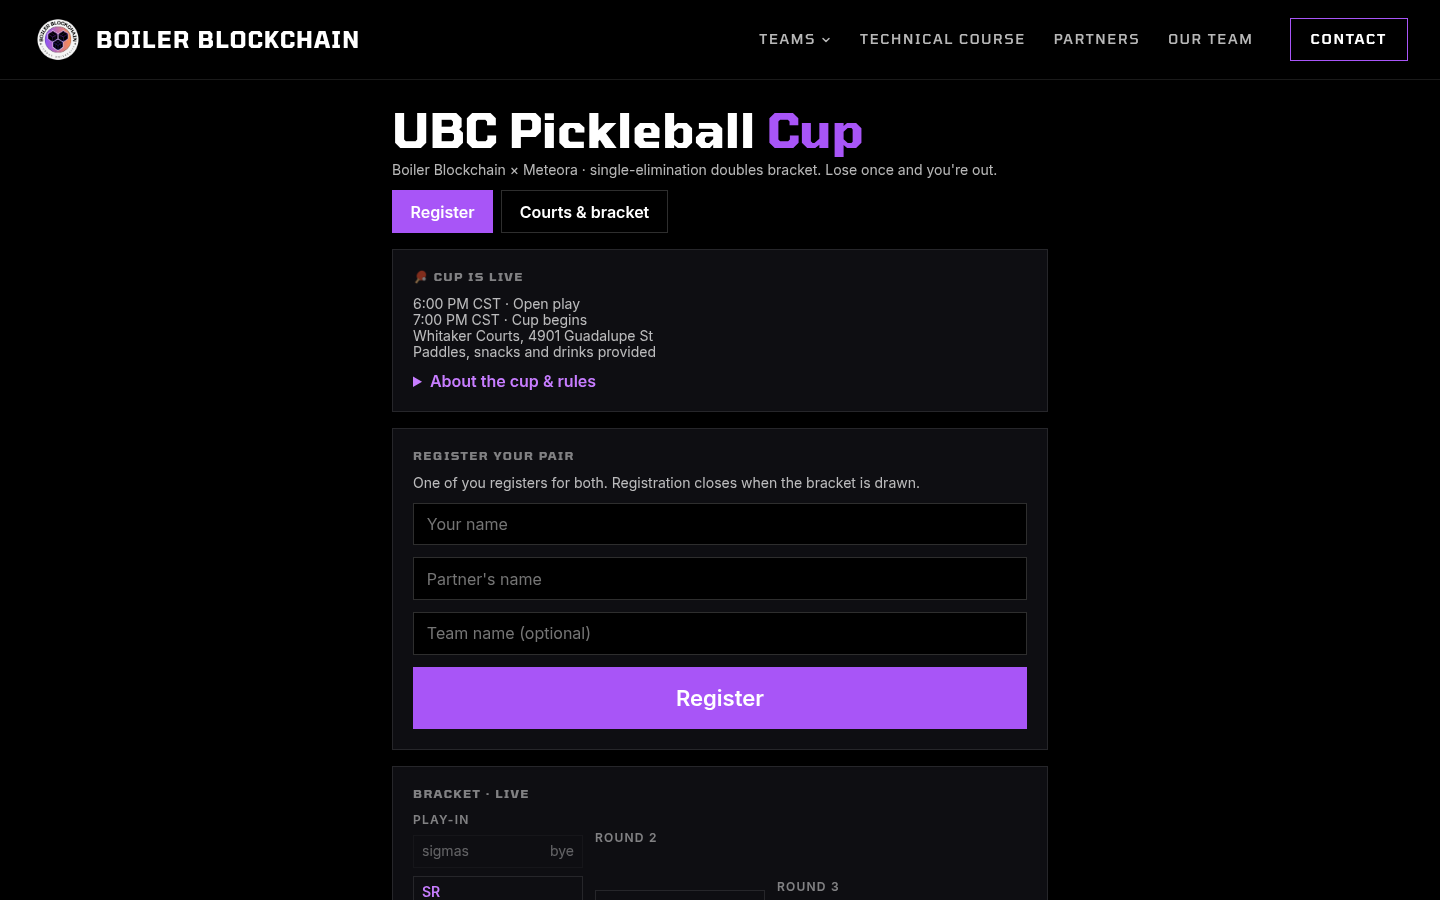 BOILER BLOCKCHAIN
TEAMS
TECHNICAL COURSE
PARTNERS
OUR TEAM
CONTACT
UBC Pickleball Cup
Boiler Blockchain × Meteora · single-elimination doubles bracket. Lose once and you're out.
Register
Courts & bracket
CUP IS LIVE
6:00 PM CST · Open play
7:00 PM CST · Cup begins
Whitaker Courts, 4901 Guadalupe St
Paddles, snacks and drinks provided
About the cup & rules
REGISTER YOUR PAIR
One of you registers for both. Registration closes when the bracket is drawn.
Your name
Partner's name
Team name (optional)
Register
BRACKET · LIVE
PLAY-IN
ROUND 2
sigmas bye
ROUND 3
SR